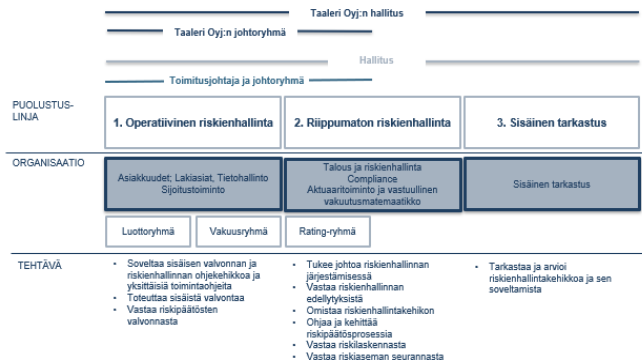 Taaleri Oyj:n hallitus
Taaleri Oyj:n johtoryhmä
Hallitus
Toimitusjohtaja ja johtoryhmä
PUOLUSTUS-
LINJA
1. Operatiivinen riskienhallinta
2. Riippumaton riskienhallinta
3. Sisäinen tarkastus
ORGANISAATIO
Asiakkuudet; Lakiasiat, Tietohallinto
Sijoitustoiminto
Talous ja riskienhallinta
Compliance
Aktuaaritoiminto ja vastuullinen
vakuutusmatemaatikko
Sisäinen tarkastus
Luottoryhmä
Vakuusryhmä
Rating-ryhmä
TEHTÄVÄ
• Soveltaa sisäisen valvonnan ja
riskienhallinnan ohjekehikkoa ja
yksittäisiä toimintaohjeita
• Toteuttaa sisäistä valvontaa
• Vastaa riskipäätösten
valvonnasta
• Tukee johtoa riskienhallinnan
järjestämisessä
• Vastaa riskienhallinnan
edellytyksistä
• Omistaa riskienhallintakehikon
• Ohjaa ja kehittää
riskipäätösprosessia
• Vastaa riskilaskennasta
• Vastaa riskiaseman seurannasta
• Tarkastaa ja arvioi
riskienhallintakehikkoa ja sen
soveltamista